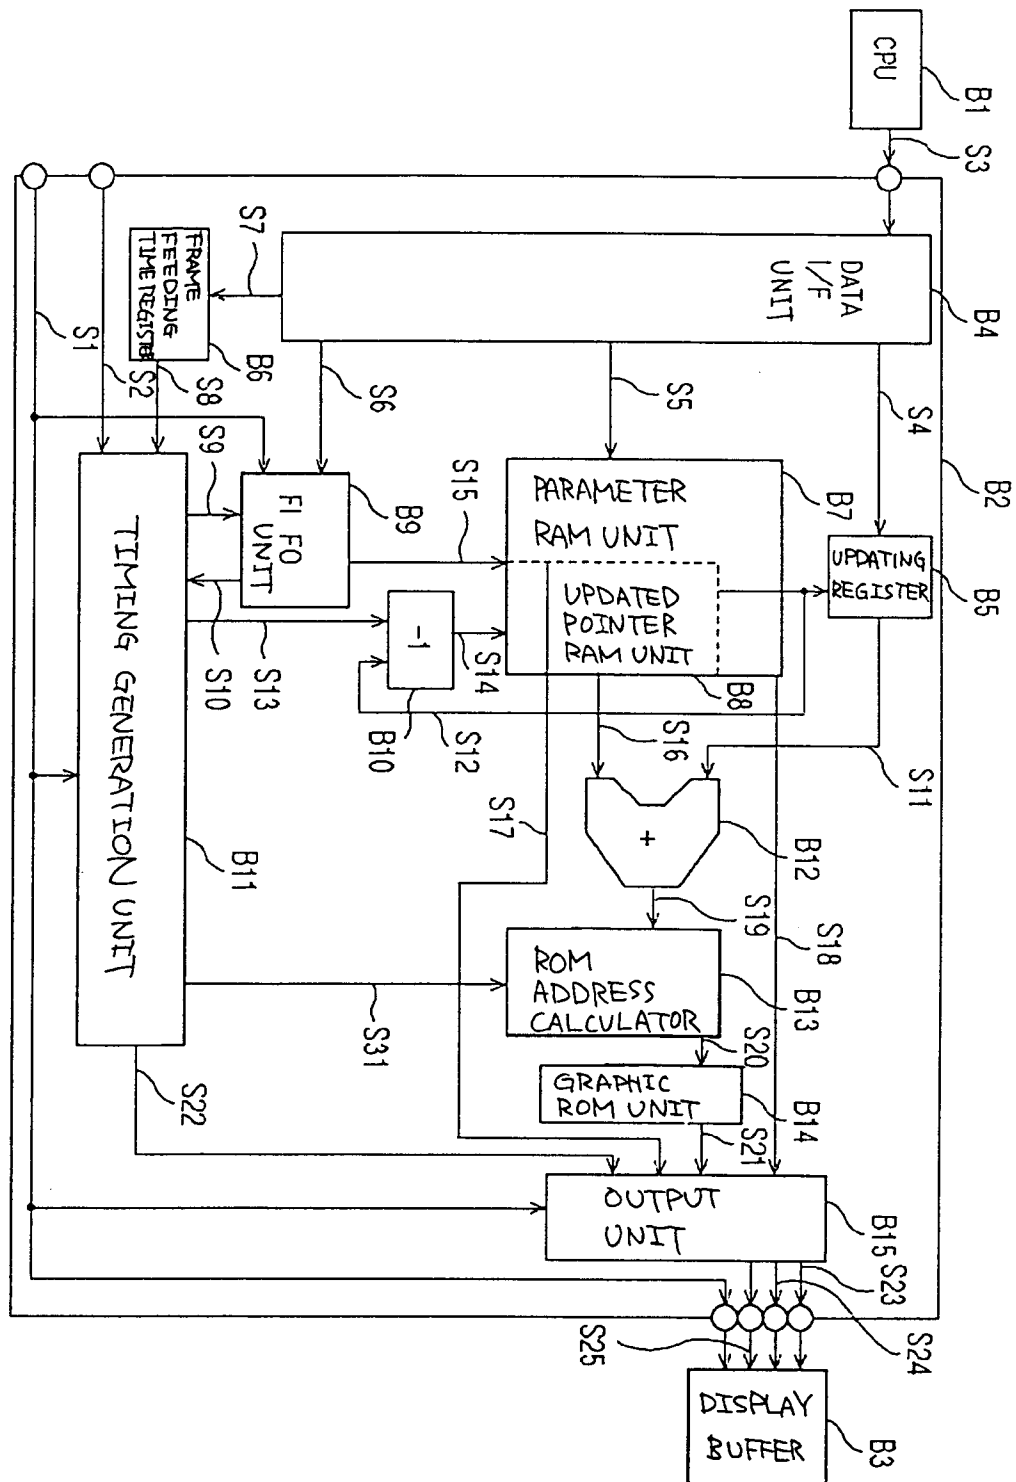 CPU
B1
S3
DATA
I/F
UNIT
B4
S7
FRAME
FEEDING
TIME REGISTER
B6
S8
S1
S2
S6
S5
S4
B2
S9
FI FO
UNIT
B9
S15
PARAMETER
RAM UNIT
B7
UPDATING
REGISTER
B5
UPDATED
POINTER
RAM UNIT
B8
-1
S14
B10
S12
S10
S13
S16
S11
S17
+
B12
S19
S18
TIMING GENERATION UNIT
B11
ROM
ADDRESS
CALCULATOR
B13
S31
S20
GRAPHIC
ROM UNIT
B14
S21
S22
OUTPUT
UNIT
B15
S23
S24
S25
DISPLAY
BUFFER
B3